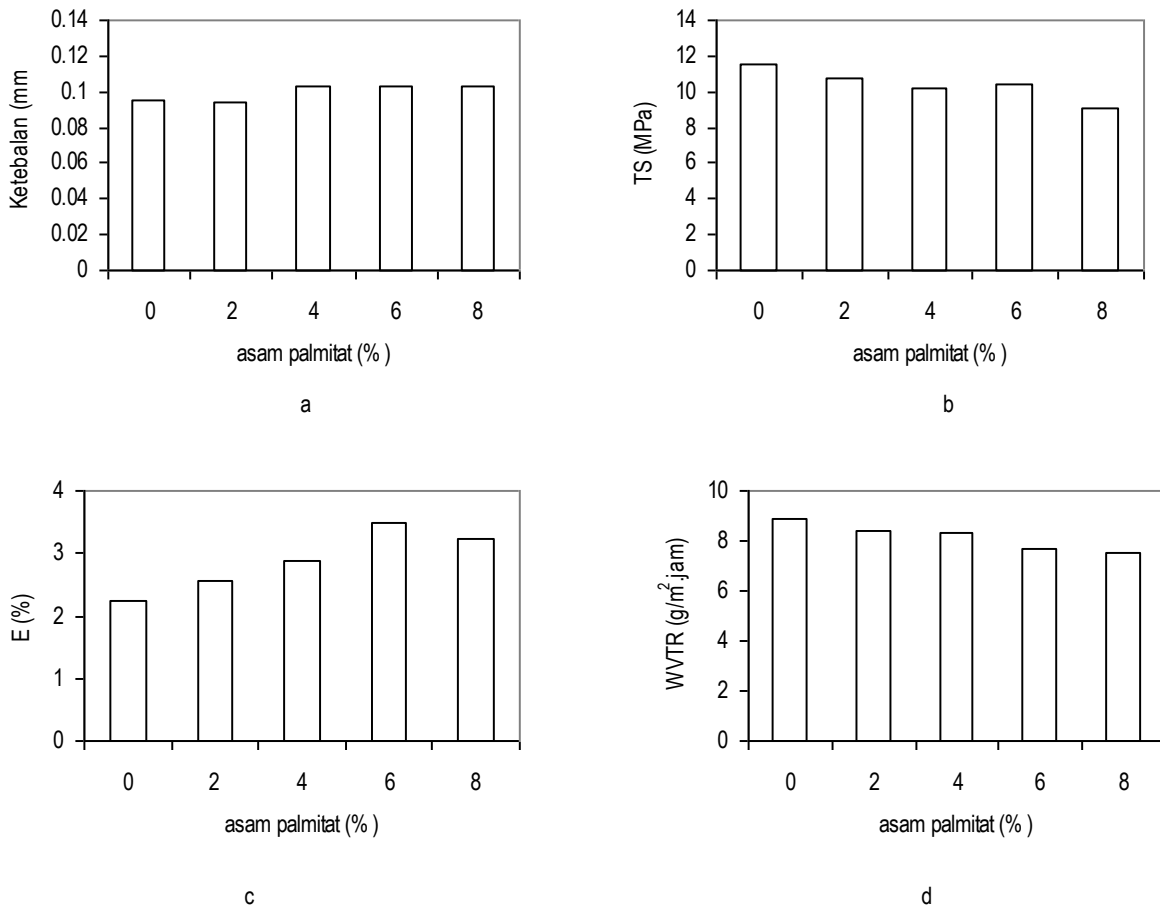 Ketebalan (mm
0.14
0.12
0.1
0.08
0.06
0.04
0.02
0
0 2 4 6 8
asam palmitat (% )
a
TS (MPa)
14
12
10
8
6
4
2
0
0 2 4 6 8
asam palmitat (% )
b
E (%)
4
3
2
1
0
0 2 4 6 8
asam palmitat (% )
c
WVTR (g/m².jam)
10
8
6
4
2
0
0 2 4 6 8
asam palmitat (% )
d